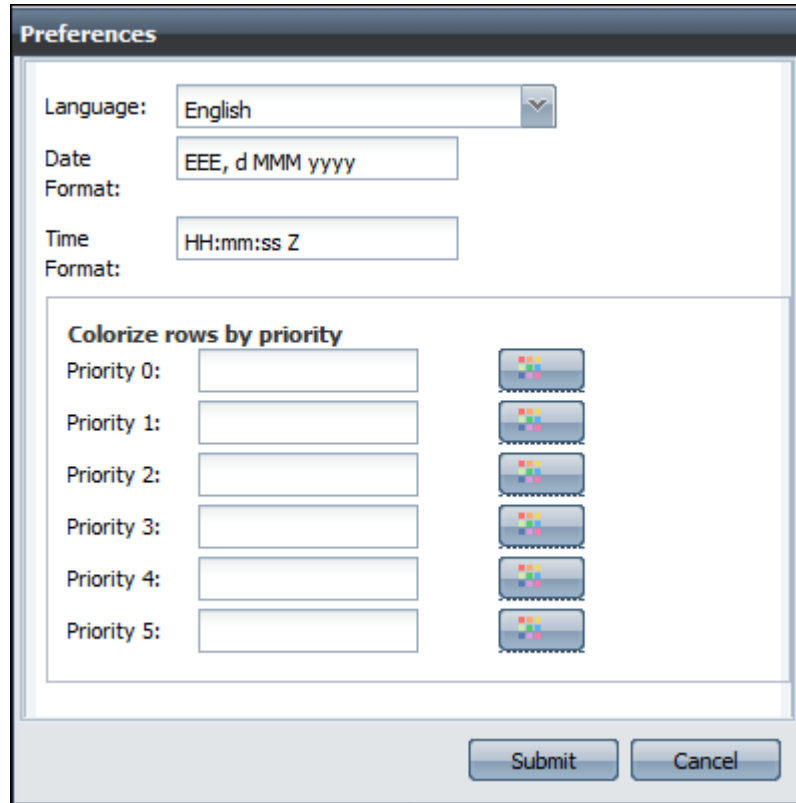 Preferences
Language: English
Date EEE, d MMM yyyy
Format:
Time HH:mm:ss Z
Format:
Colorize rows by priority
Priority 0:
Priority 1:
Priority 2:
Priority 3:
Priority 4:
Priority 5:
Submit Cancel